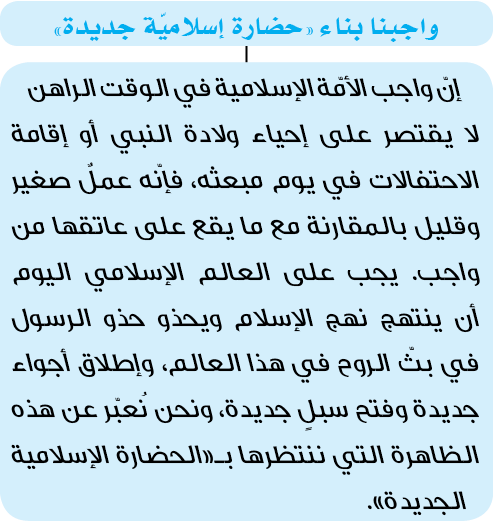 واجبنا بناء «حضارة إسلاميّة جديدة»
إنّ واجب الأمّة الإسلامية في الوقت الراهن
لا يقتصر على إحياء ولادة النبي أو إقامة
الاحتفالات في يوم مبعثه، فإنّه عملٌ صغير
وقليل بالمقارنة مع ما يقع على عاتقها من
واجب. يجب على العالم الإسلامي اليوم
أن ينتهج نهج الإسلام ويحذو حذو الرسول
في بثّ الروح في هذا العالم، وإطلاق أجواء
جديدة وفتح سبلٍ جديدة، ونحن نُعبّر عن هذه
الظاهرة التي ننتظرها بـ«الحضارة الإسلامية
الجديدة».